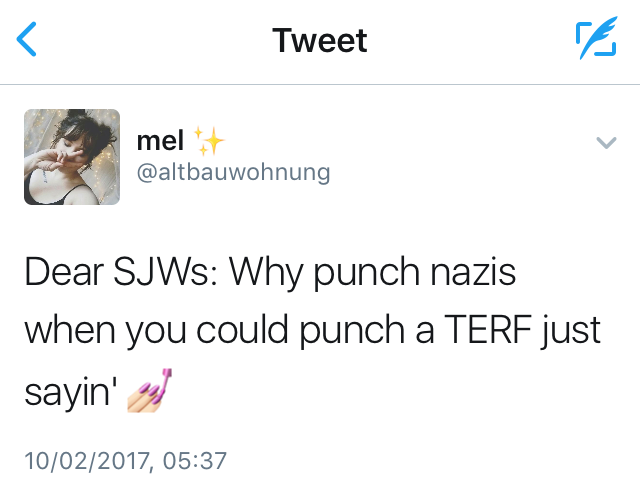 Tweet
mel ✨
@altbauwohnung
Dear SJWs: Why punch nazis
when you could punch a TERF just
sayin' 💅🏻
10/02/2017, 05:37